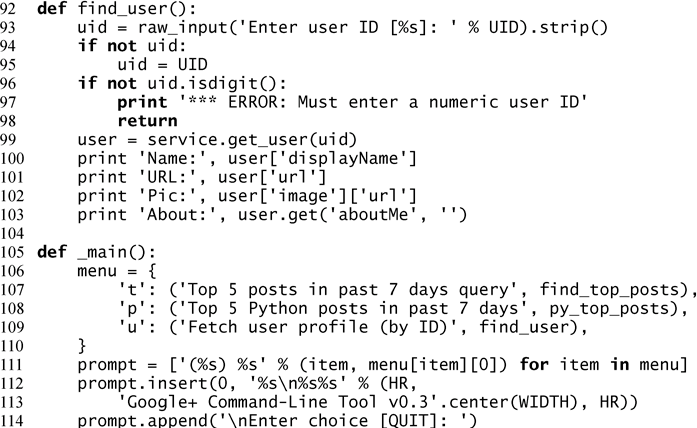 92 def find_user():
93     uid = raw_input('Enter user ID [%s]: ' % UID).strip()
94     if not uid:
95         uid = UID
96     if not uid.isdigit():
97         print '*** ERROR: Must enter a numeric user ID'
98         return
99     user = service.get_user(uid)
100     print 'Name:', user['displayName']
101     print 'URL:', user['url']
102     print 'Pic:', user['image']['url']
103     print 'About:', user.get('aboutMe', '')
104
105 def _main():
106     menu = {
107         't': ('Top 5 posts in past 7 days query', find_top_posts),
108         'p': ('Top 5 Python posts in past 7 days', py_top_posts),
109         'u': ('Fetch user profile (by ID)', find_user),
110     }
111     prompt = ['(%s) %s' % (item, menu[item][0]) for item in menu]
112     prompt.insert(0, '%s\n%s%s' % (HR,
113         'Google+ Command-Line Tool v0.3'.center(WIDTH), HR))
114     prompt.append('\nEnter choice [QUIT]: ')